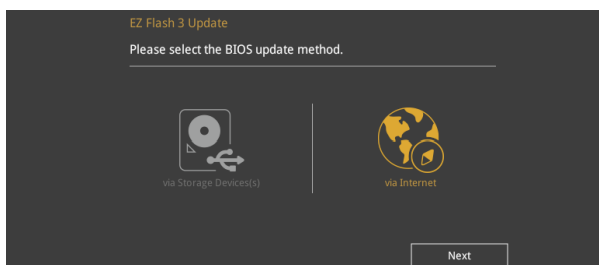 EZ Flash 3 Update
Please select the BIOS update method.
via Storage Devices(s)
via Internet
Next